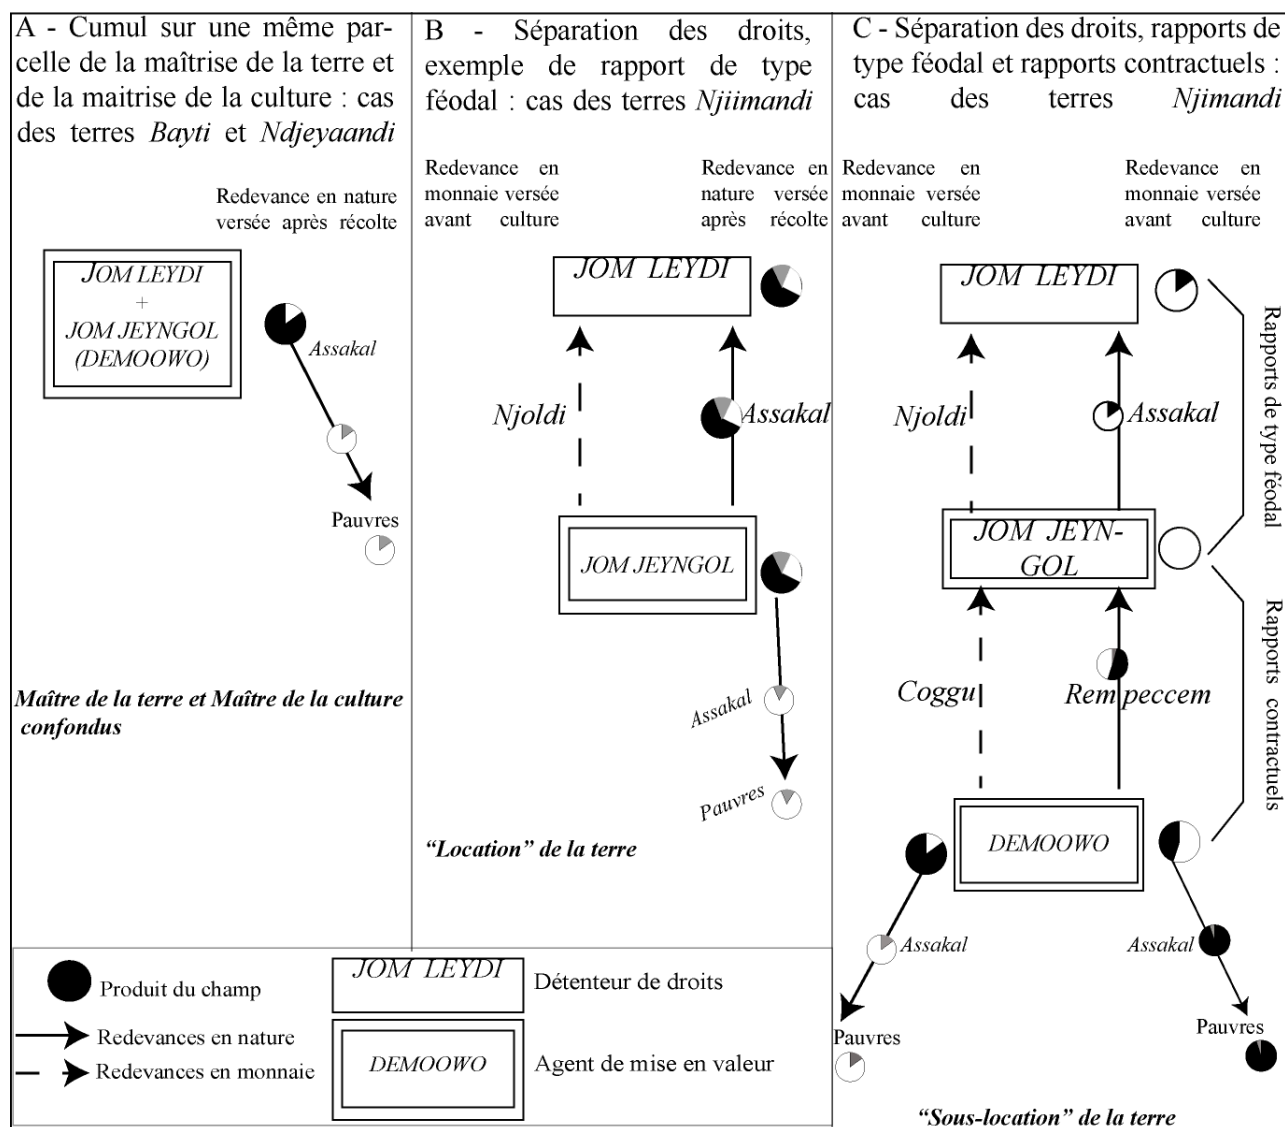 A - Cumul sur une même par-
celle de la maîtrise de la terre et
de la maitrise de la culture : cas
des terres Bayti et Ndjeyaandi
Redevance en nature
versée après récolte
JOM LEYDI
+
JOM JEYNGOL
(DEMOOWO)
Assakal
Pauvres
Maître de la terre et Maître de la culture
confondus
B - Séparation des droits,
exemple de rapport de type
féodal : cas des terres Njiimandi
Redevance en
monnaie versée
avant culture
Redevance en
nature versée
après récolte
JOM LEYDI
Njoldi
Assakal
JOM JEYNGOL
Assakal
Pauvres
“Location” de la terre
C - Séparation des droits, rapports de
type féodal et rapports contractuels :
cas des terres Njimandi
Redevance en
monnaie versée
avant culture
Redevance en
monnaie versée
avant culture
JOM LEYDI
Njoldi
Assakal
Rapports de type féodal
JOM JEYN-
GOL
Coggu
Rem peccem
Rapports contractuels
DEMOOWO
Assakal
Assakal
Pauvres
Pauvres
“Sous-location” de la terre
Produit du champ
Redevances en nature
Redevances en monnaie
JOM LEYDI
Détenteur de droits
DEMOOWO
Agent de mise en valeur